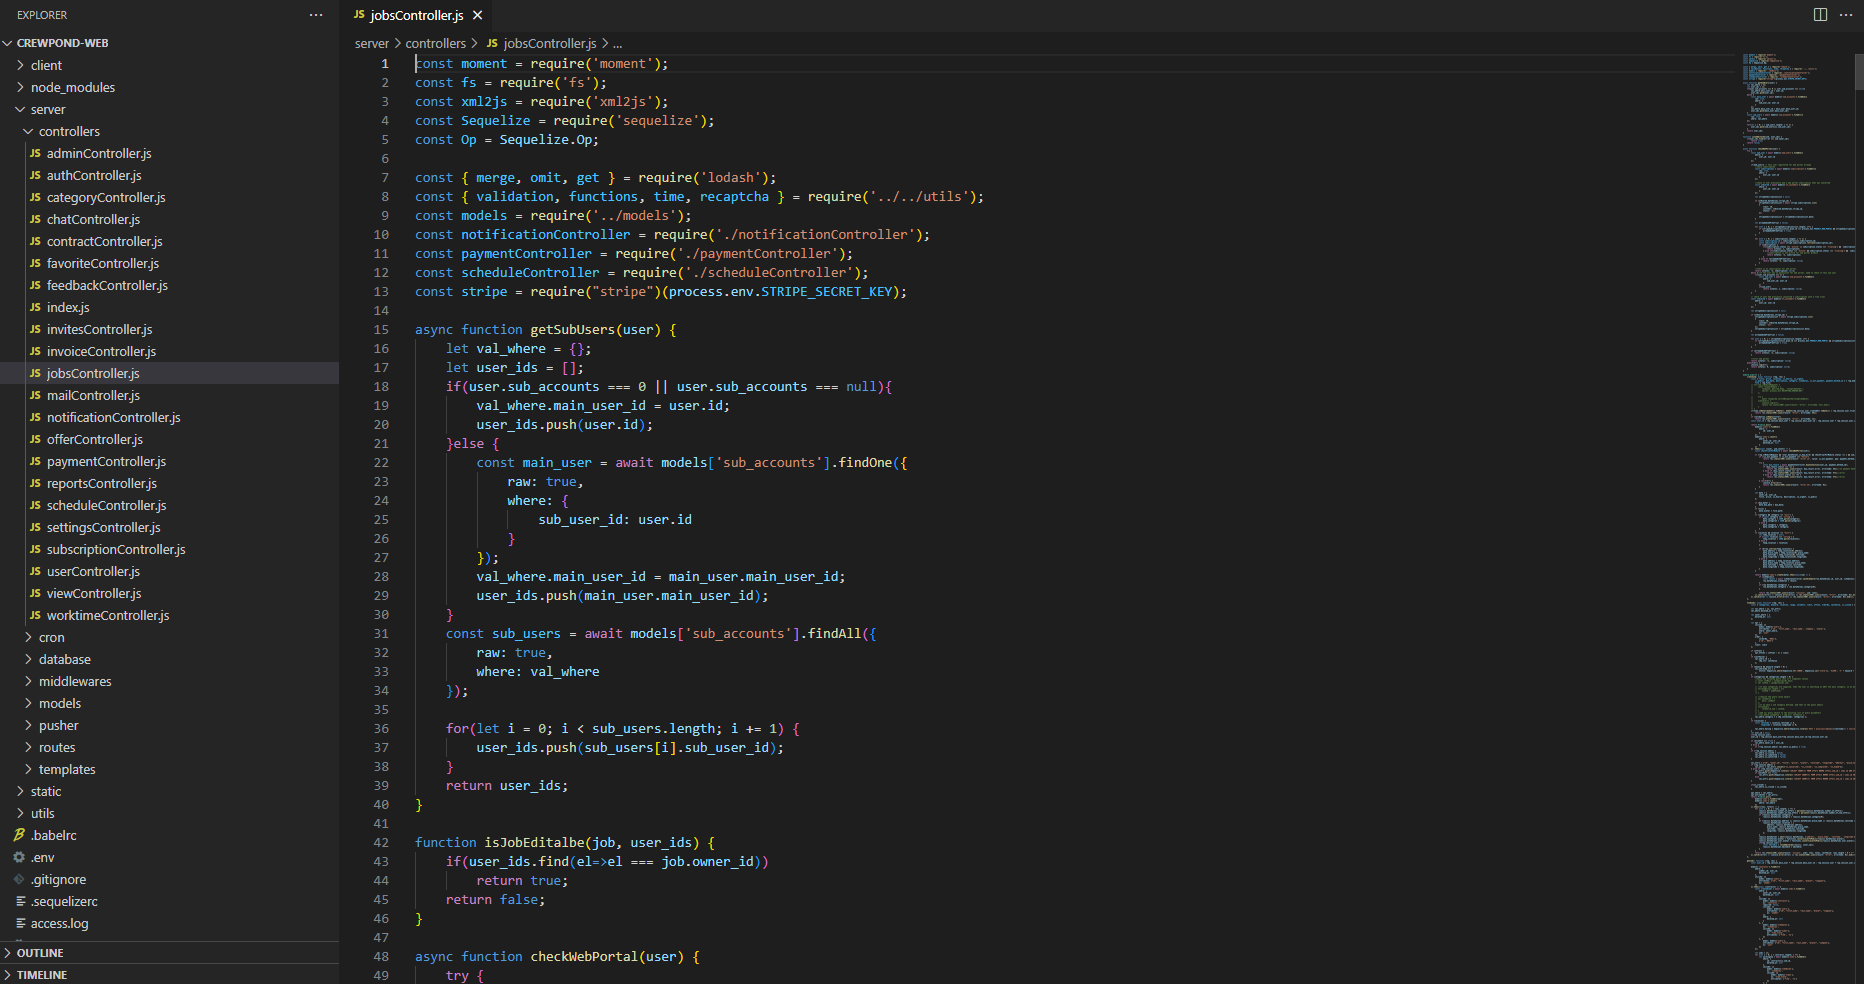 EXPLORER
CREWPOND-WEB
client
node_modules
server
controllers
JS adminController.js
JS authController.js
JS categoryController.js
JS chatController.js
JS contractController.js
JS favoriteController.js
JS feedbackController.js
JS index.js
JS invitesController.js
JS invoiceController.js
JS jobsController.js
JS mailController.js
JS notificationController.js
JS offerController.js
JS paymentController.js
JS reportsController.js
JS scheduleController.js
JS settingsController.js
JS subscriptionController.js
JS userController.js
JS viewController.js
JS worktimeController.js
cron
database
middlewares
models
pusher
routes
templates
static
utils
.babelrc
.env
.gitignore
.sequelizerc
access.log
OUTLINE
TIMELINE
JS jobsController.js
server > controllers > JS jobsController.js > ...
1 const moment = require('moment');
2 const fs = require('fs');
3 const xml2js = require('xml2js');
4 const Sequelize = require('sequelize');
5 const Op = Sequelize.Op;
6
7 const { merge, omit, get } = require('lodash');
8 const { validation, functions, time, recaptcha } = require('../../utils');
9 const models = require('../models');
10 const notificationController = require('./notificationController');
11 const paymentController = require('./paymentController');
12 const scheduleController = require('./scheduleController');
13 const stripe = require("stripe")(process.env.STRIPE_SECRET_KEY);
14
15 async function getSubUsers(user) {
16 let val_where = {};
17 let user_ids = [];
18 if(user.sub_accounts === 0 || user.sub_accounts === null){
19 val_where.main_user_id = user.id;
20 user_ids.push(user.id);
21 }else {
22 const main_user = await models['sub_accounts'].findOne({
23 raw: true,
24 where: {
25 sub_user_id: user.id
26 }
27 });
28 val_where.main_user_id = main_user.main_user_id;
29 user_ids.push(main_user.main_user_id);
30 }
31 const sub_users = await models['sub_accounts'].findAll({
32 raw: true,
33 where: val_where
34 });
35
36 for(let i = 0; i < sub_users.length; i += 1) {
37 user_ids.push(sub_users[i].sub_user_id);
38 }
39 return user_ids;
40 }
41
42 function isJobEditalbe(job, user_ids) {
43 if(user_ids.find(el=>el === job.owner_id))
44 return true;
45 return false;
46 }
47
48 async function checkWebPortal(user) {
49 try {